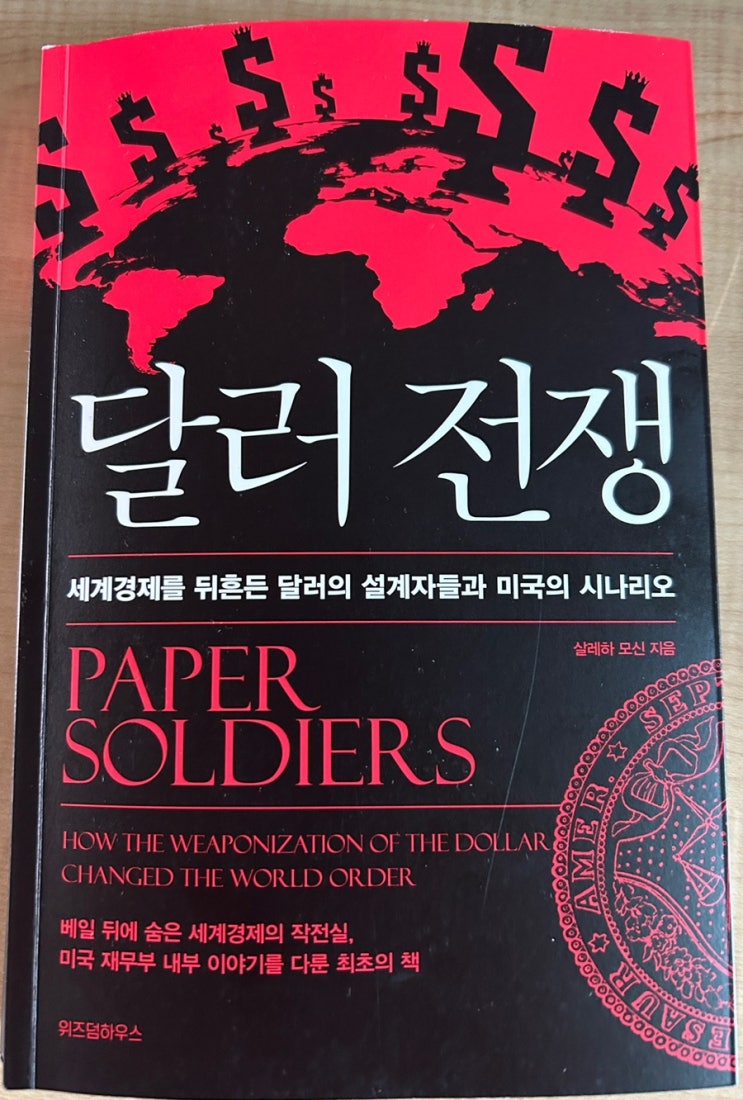 달러 전쟁
세계경제를 뒤흔든 달러의 설계자들과 미국의 시나리오
살레하 모신 지음
PAPER
SOLDIERS
HOW THE WEAPONIZATION OF THE DOLLAR
CHANGED THE WORLD ORDER
베일 뒤에 숨은 세계경제의 작전실,
미국 재무부 내부 이야기를 다룬 최초의 책
위즈덤하우스
ESAUR ★ AMER. ★ SEPT